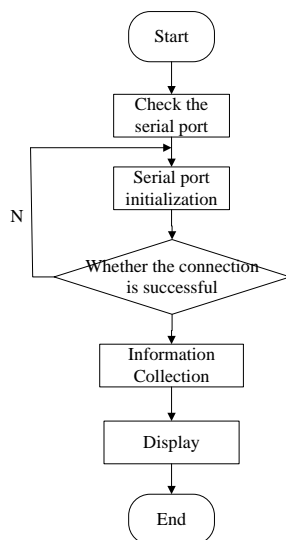 Start
Check the
serial port
Serial port
initialization
N
Whether the connection
is successful
Information
Collection
Display
End